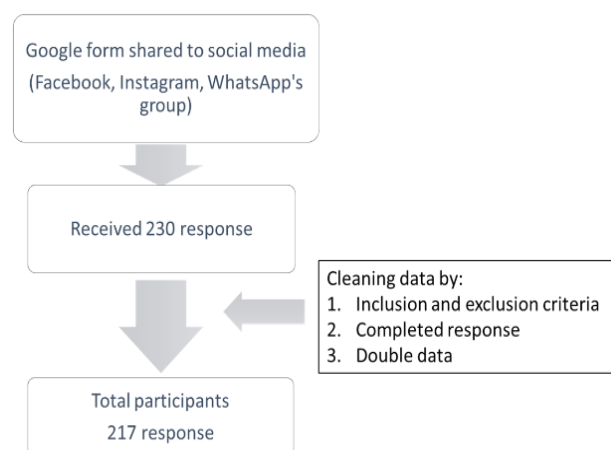 Google form shared to social media
(Facebook, Instagram, WhatsApp's
group)
Received 230 response
Cleaning data by:
1. Inclusion and exclusion criteria
2. Completed response
3. Double data
Total participants
217 response